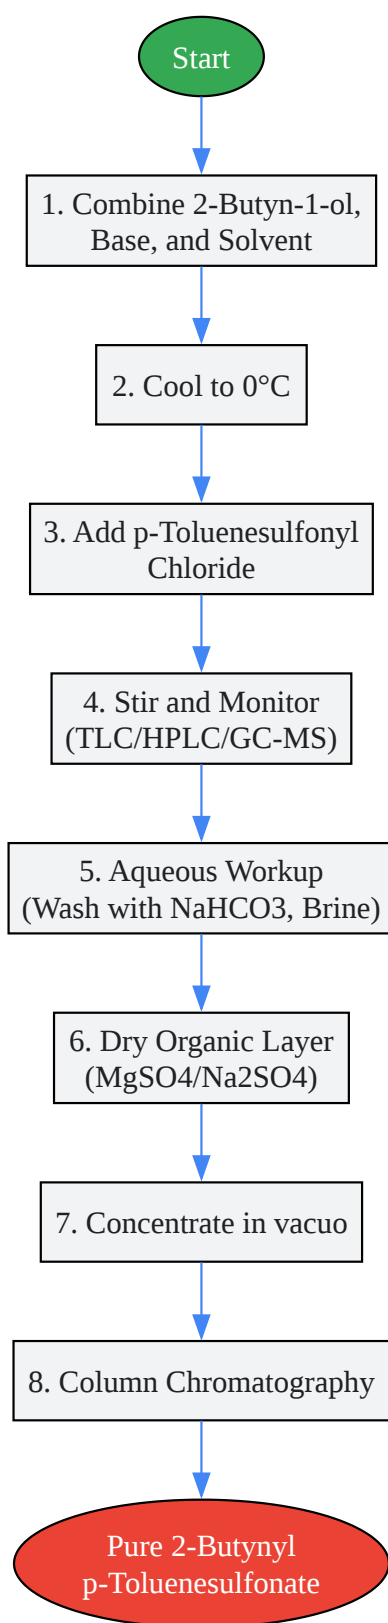 Start
1. Combine 2-Butyn-1-ol,
Base, and Solvent
2. Cool to 0°C
3. Add p-Toluenesulfonyl
Chloride
4. Stir and Monitor
(TLC/HPLC/GC-MS)
5. Aqueous Workup
(Wash with NaHCO3, Brine)
6. Dry Organic Layer
(MgSO4/Na2SO4)
7. Concentrate in vacuo
8. Column Chromatography
Pure 2-Butynyl
p-Toluenesulfonate